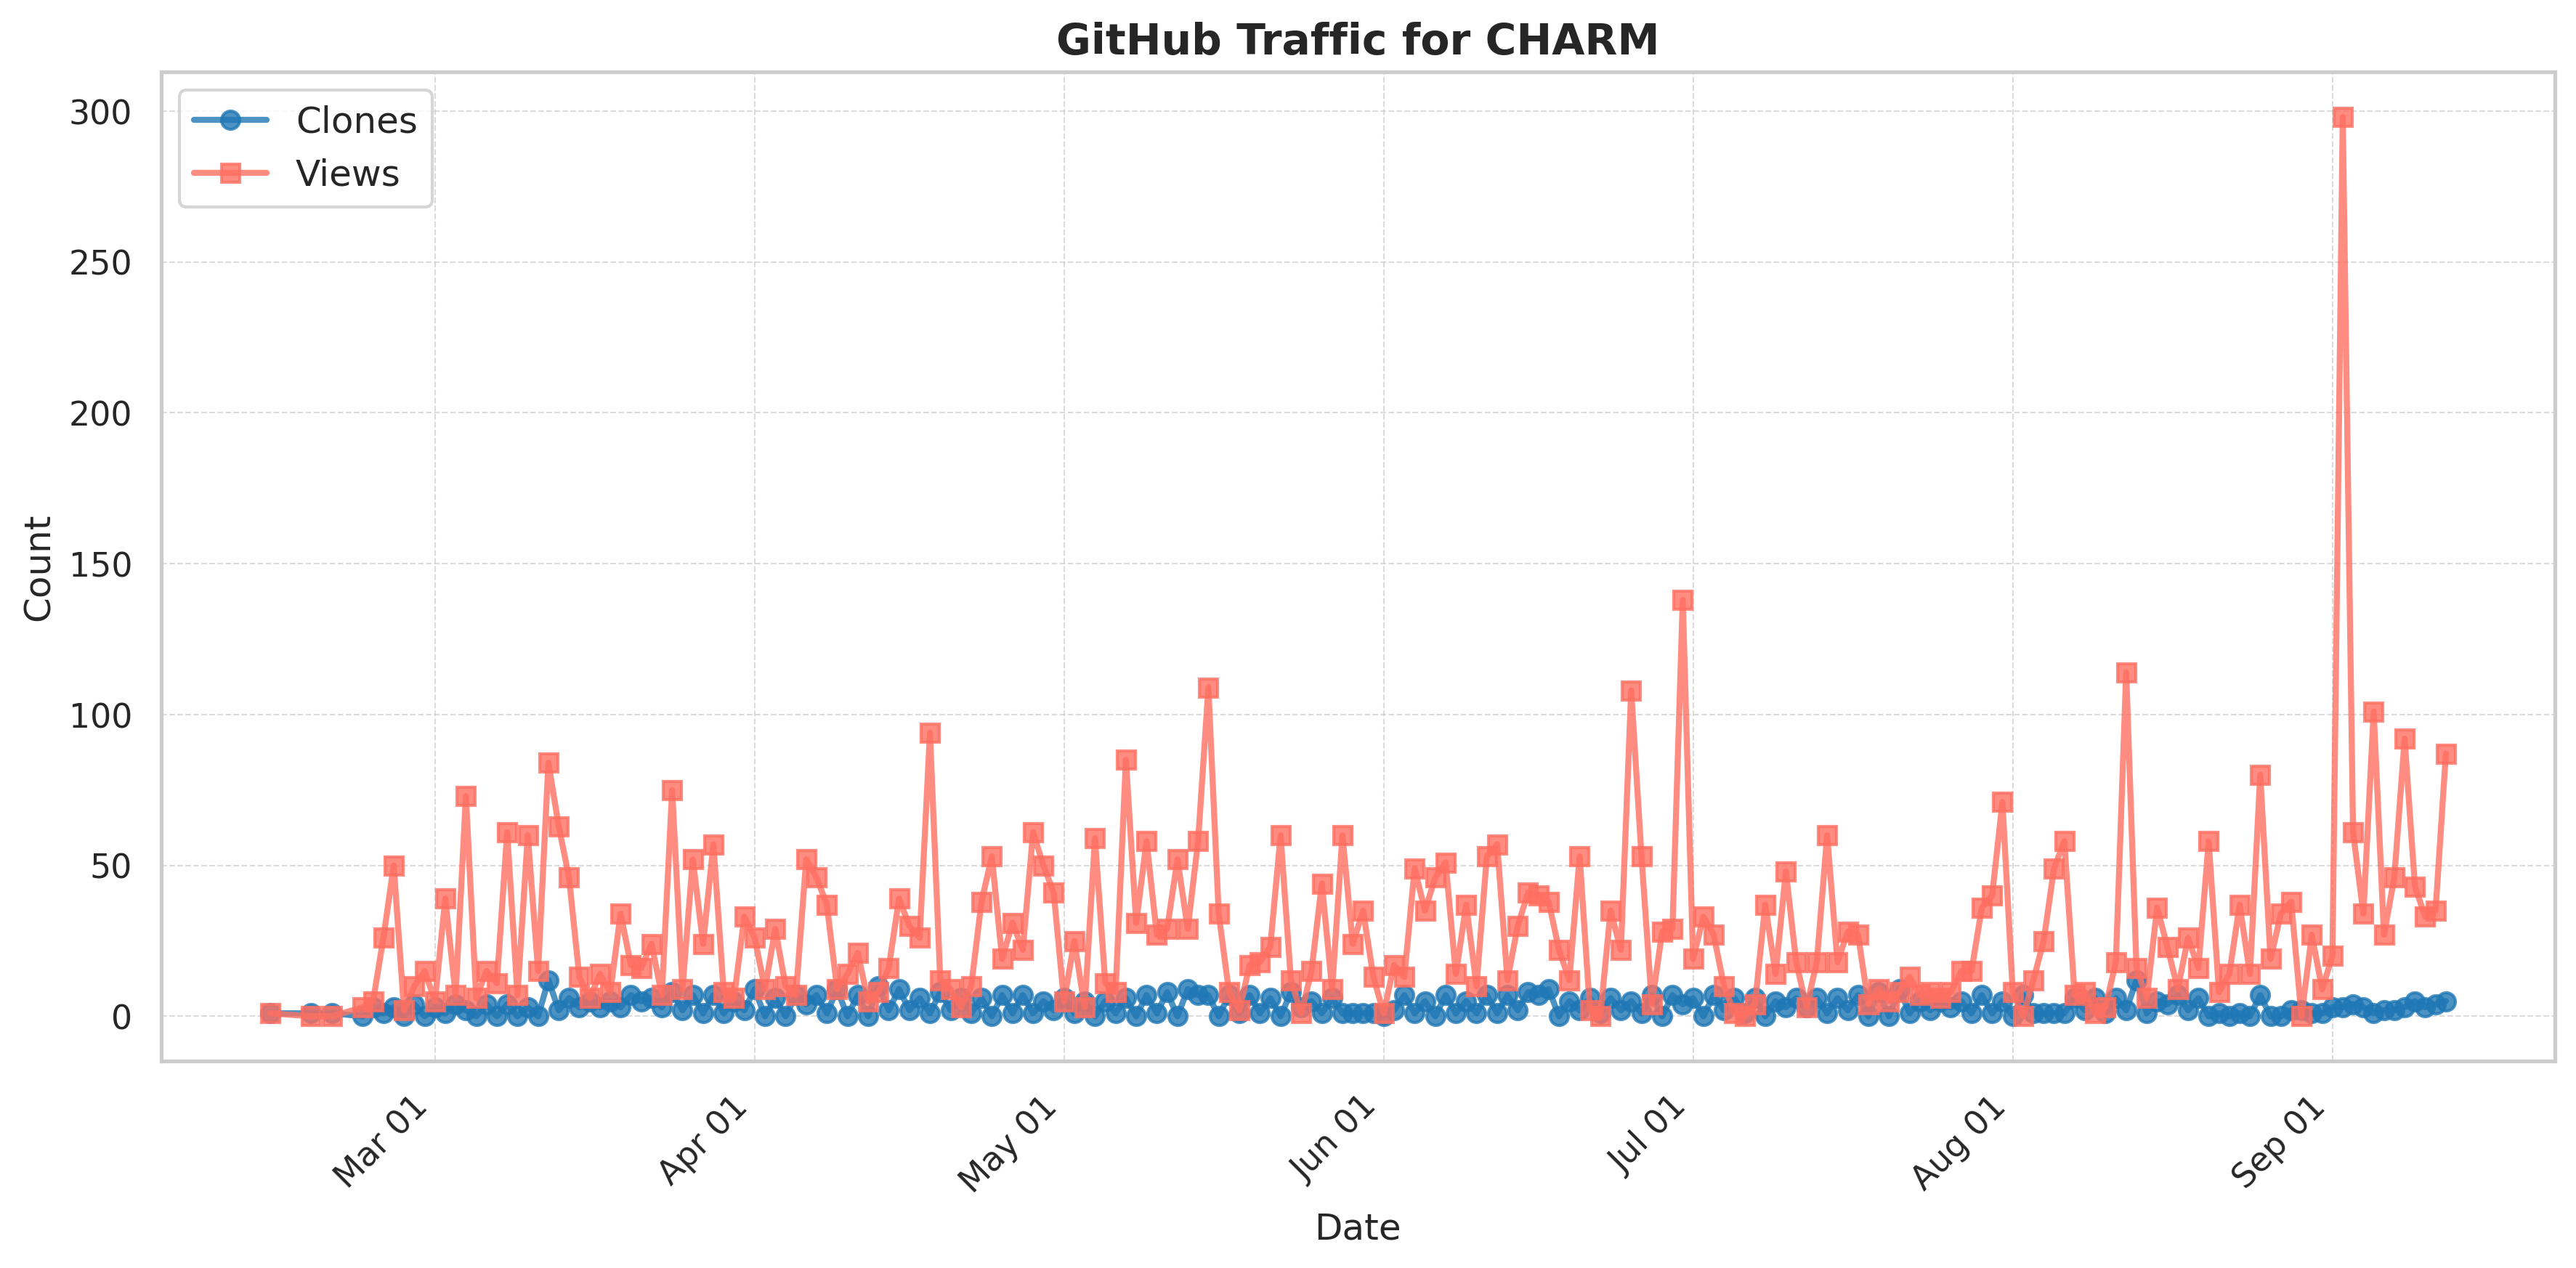 GitHub Traffic for CHARM
Clones
Views
300
250
200
150
100
50
0
Count
Mar 01
Apr 01
May 01
Jun 01
Jul 01
Aug 01
Sep 01
Date